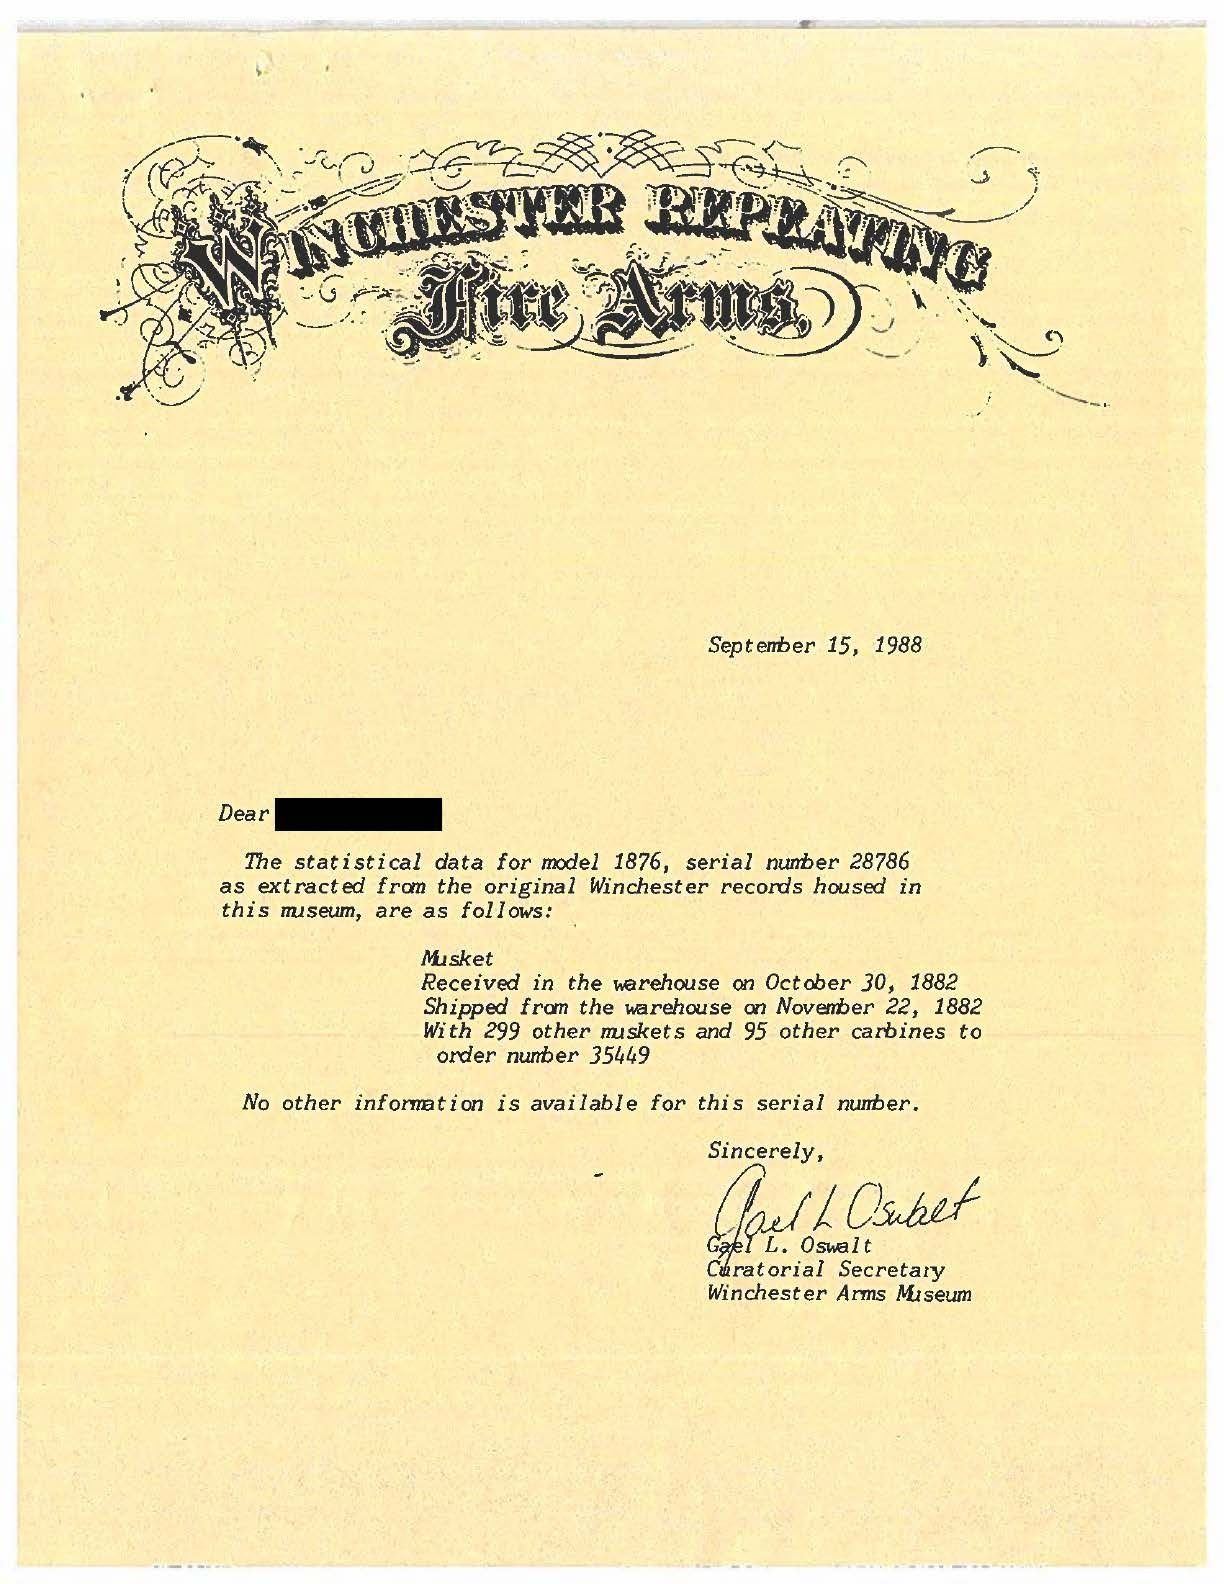 WINCHESTER REPEATING
Fire Arms,
September 15, 1988
Dear
The statistical data for model 1876, serial number 28786
as extracted from the original Winchester records housed in
this museum, are as follows:
Musket
Received in the warehouse on October 30, 1882
Shipped from the warehouse on November 22, 1882
With 299 other muskets and 95 other carbines to
order number 35449
No other information is available for this serial number.
Sincerely,
Gael L Oswalt
Gael L. Oswalt
Curatorial Secretary
Winchester Arms Museum